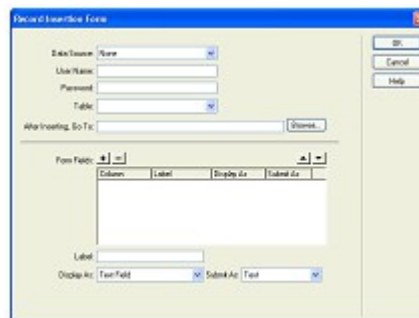 Record Insertion Form
Data Source: None
User Name:
Password:
Table:
After Inserting, Go To:
Browse...
OK
Cancel
Help
Form Fields:
Column Label Display As Submit As
Label:
Display As: Text Field Submit As: Text